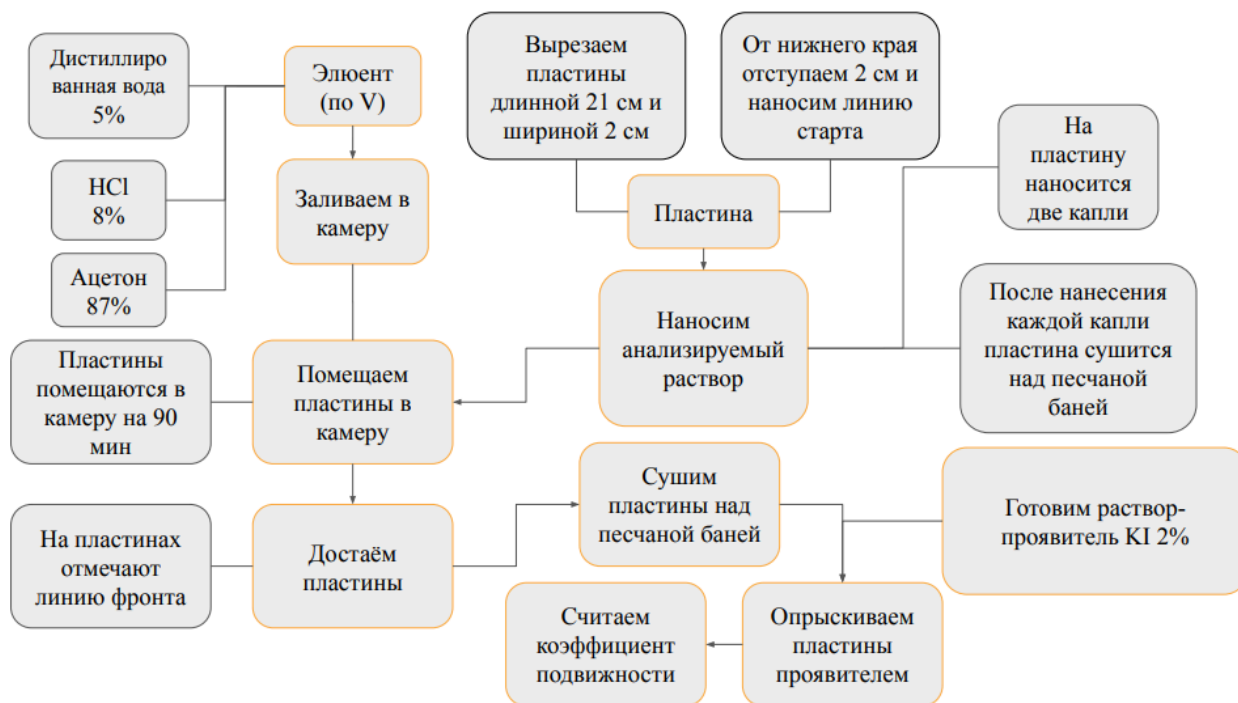 Дистиллиро
ванная вода
5%
Элюент
(по V)
Вырезаем
пластины
длинной 21 см и
шириной 2 см
От нижнего края
отступаем 2 см и
наносим линию
старта
На
пластину
наносится
две капли
HCl
8%
Заливаем в
камеру
Пластина
Ацетон
87%
Наносим
анализируемый
раствор
После нанесения
каждой капли
пластина сушится
над песчаной
баней
Пластины
помещаются в
камеру на 90
мин
Помещаем
пластины в
камеру
Сушим
пластины над
песчаной баней
Готовим раствор-
проявитель KI 2%
На пластинах
отмечают
линию фронта
Достаём
пластины
Считаем
коэффициент
подвижности
Опрыскиваем
пластины
проявителем